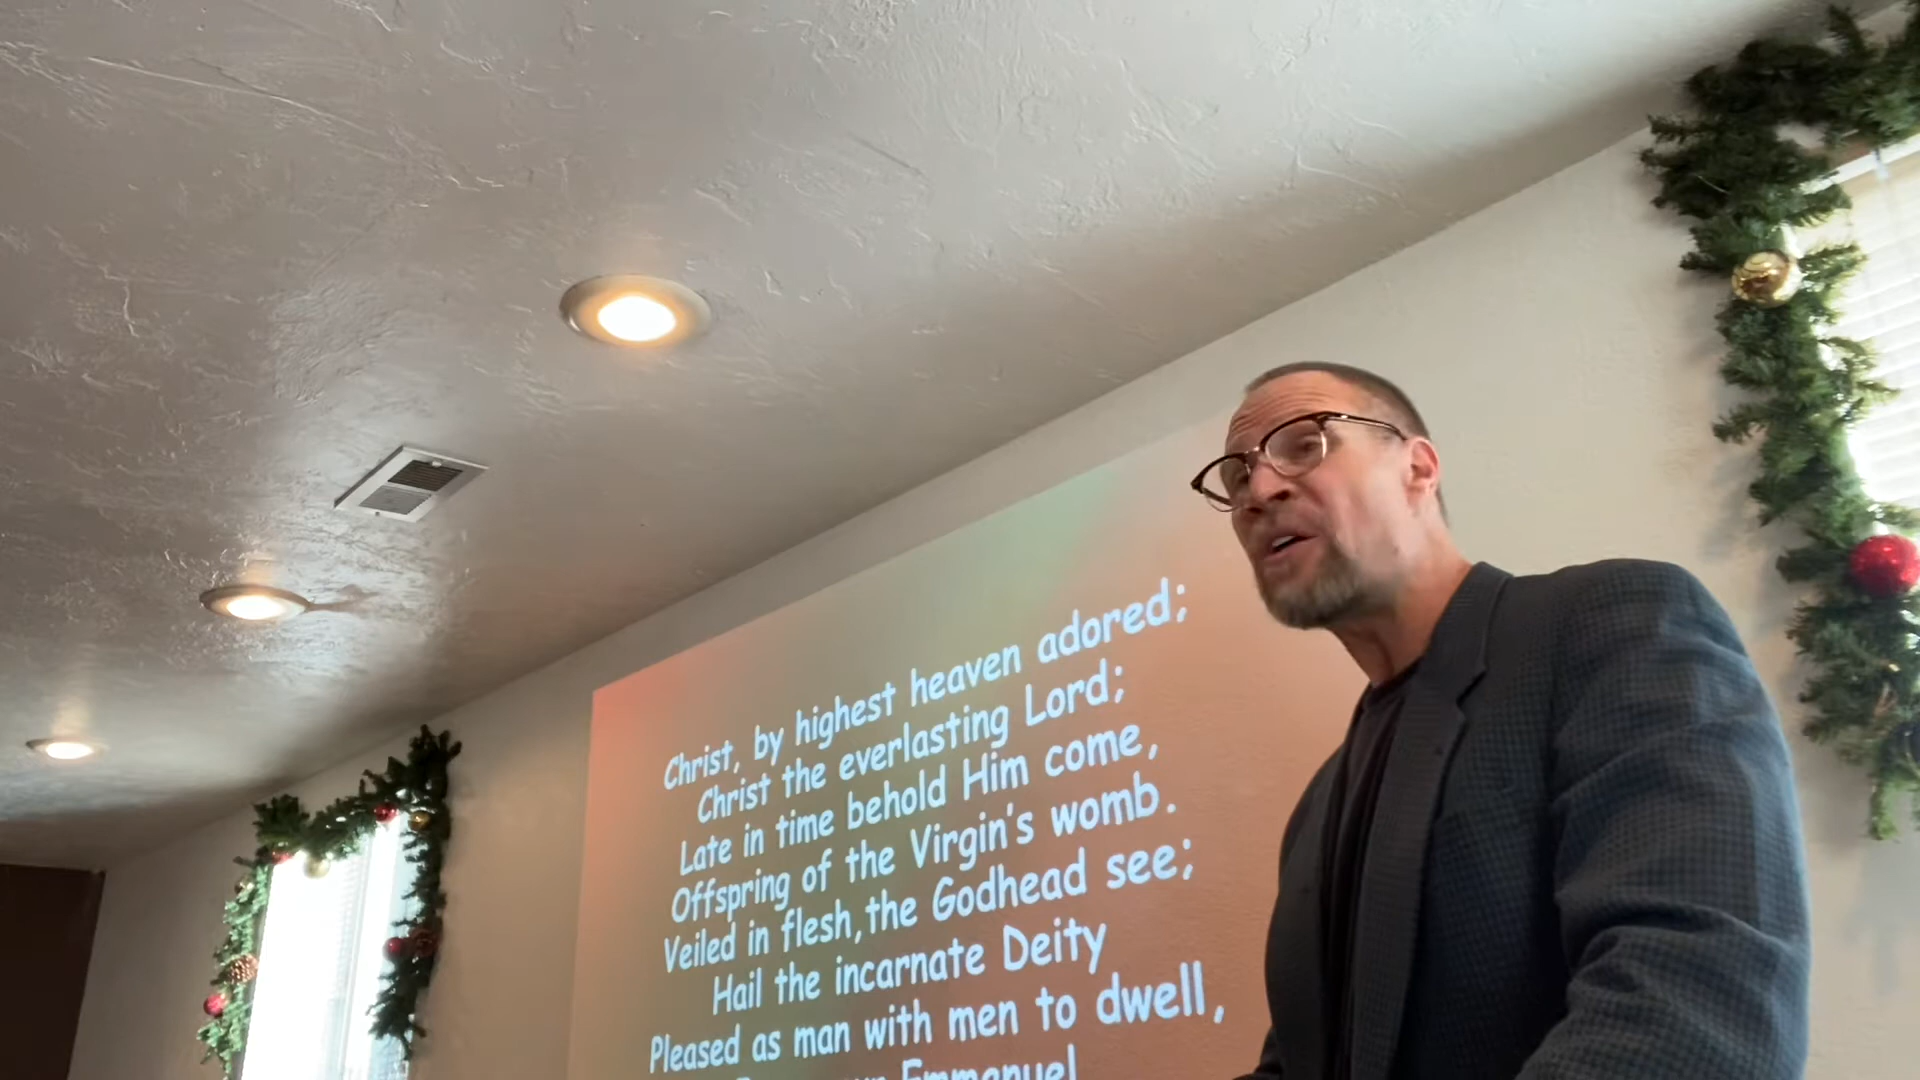 Christ, by highest heaven adored;
Christ the everlasting Lord;
Late in time behold Him come,
Offspring of the Virgin's womb.
Veiled in flesh, the Godhead see;
Hail the incarnate Deity
Pleased as man with men to dwell,
Emmanuel